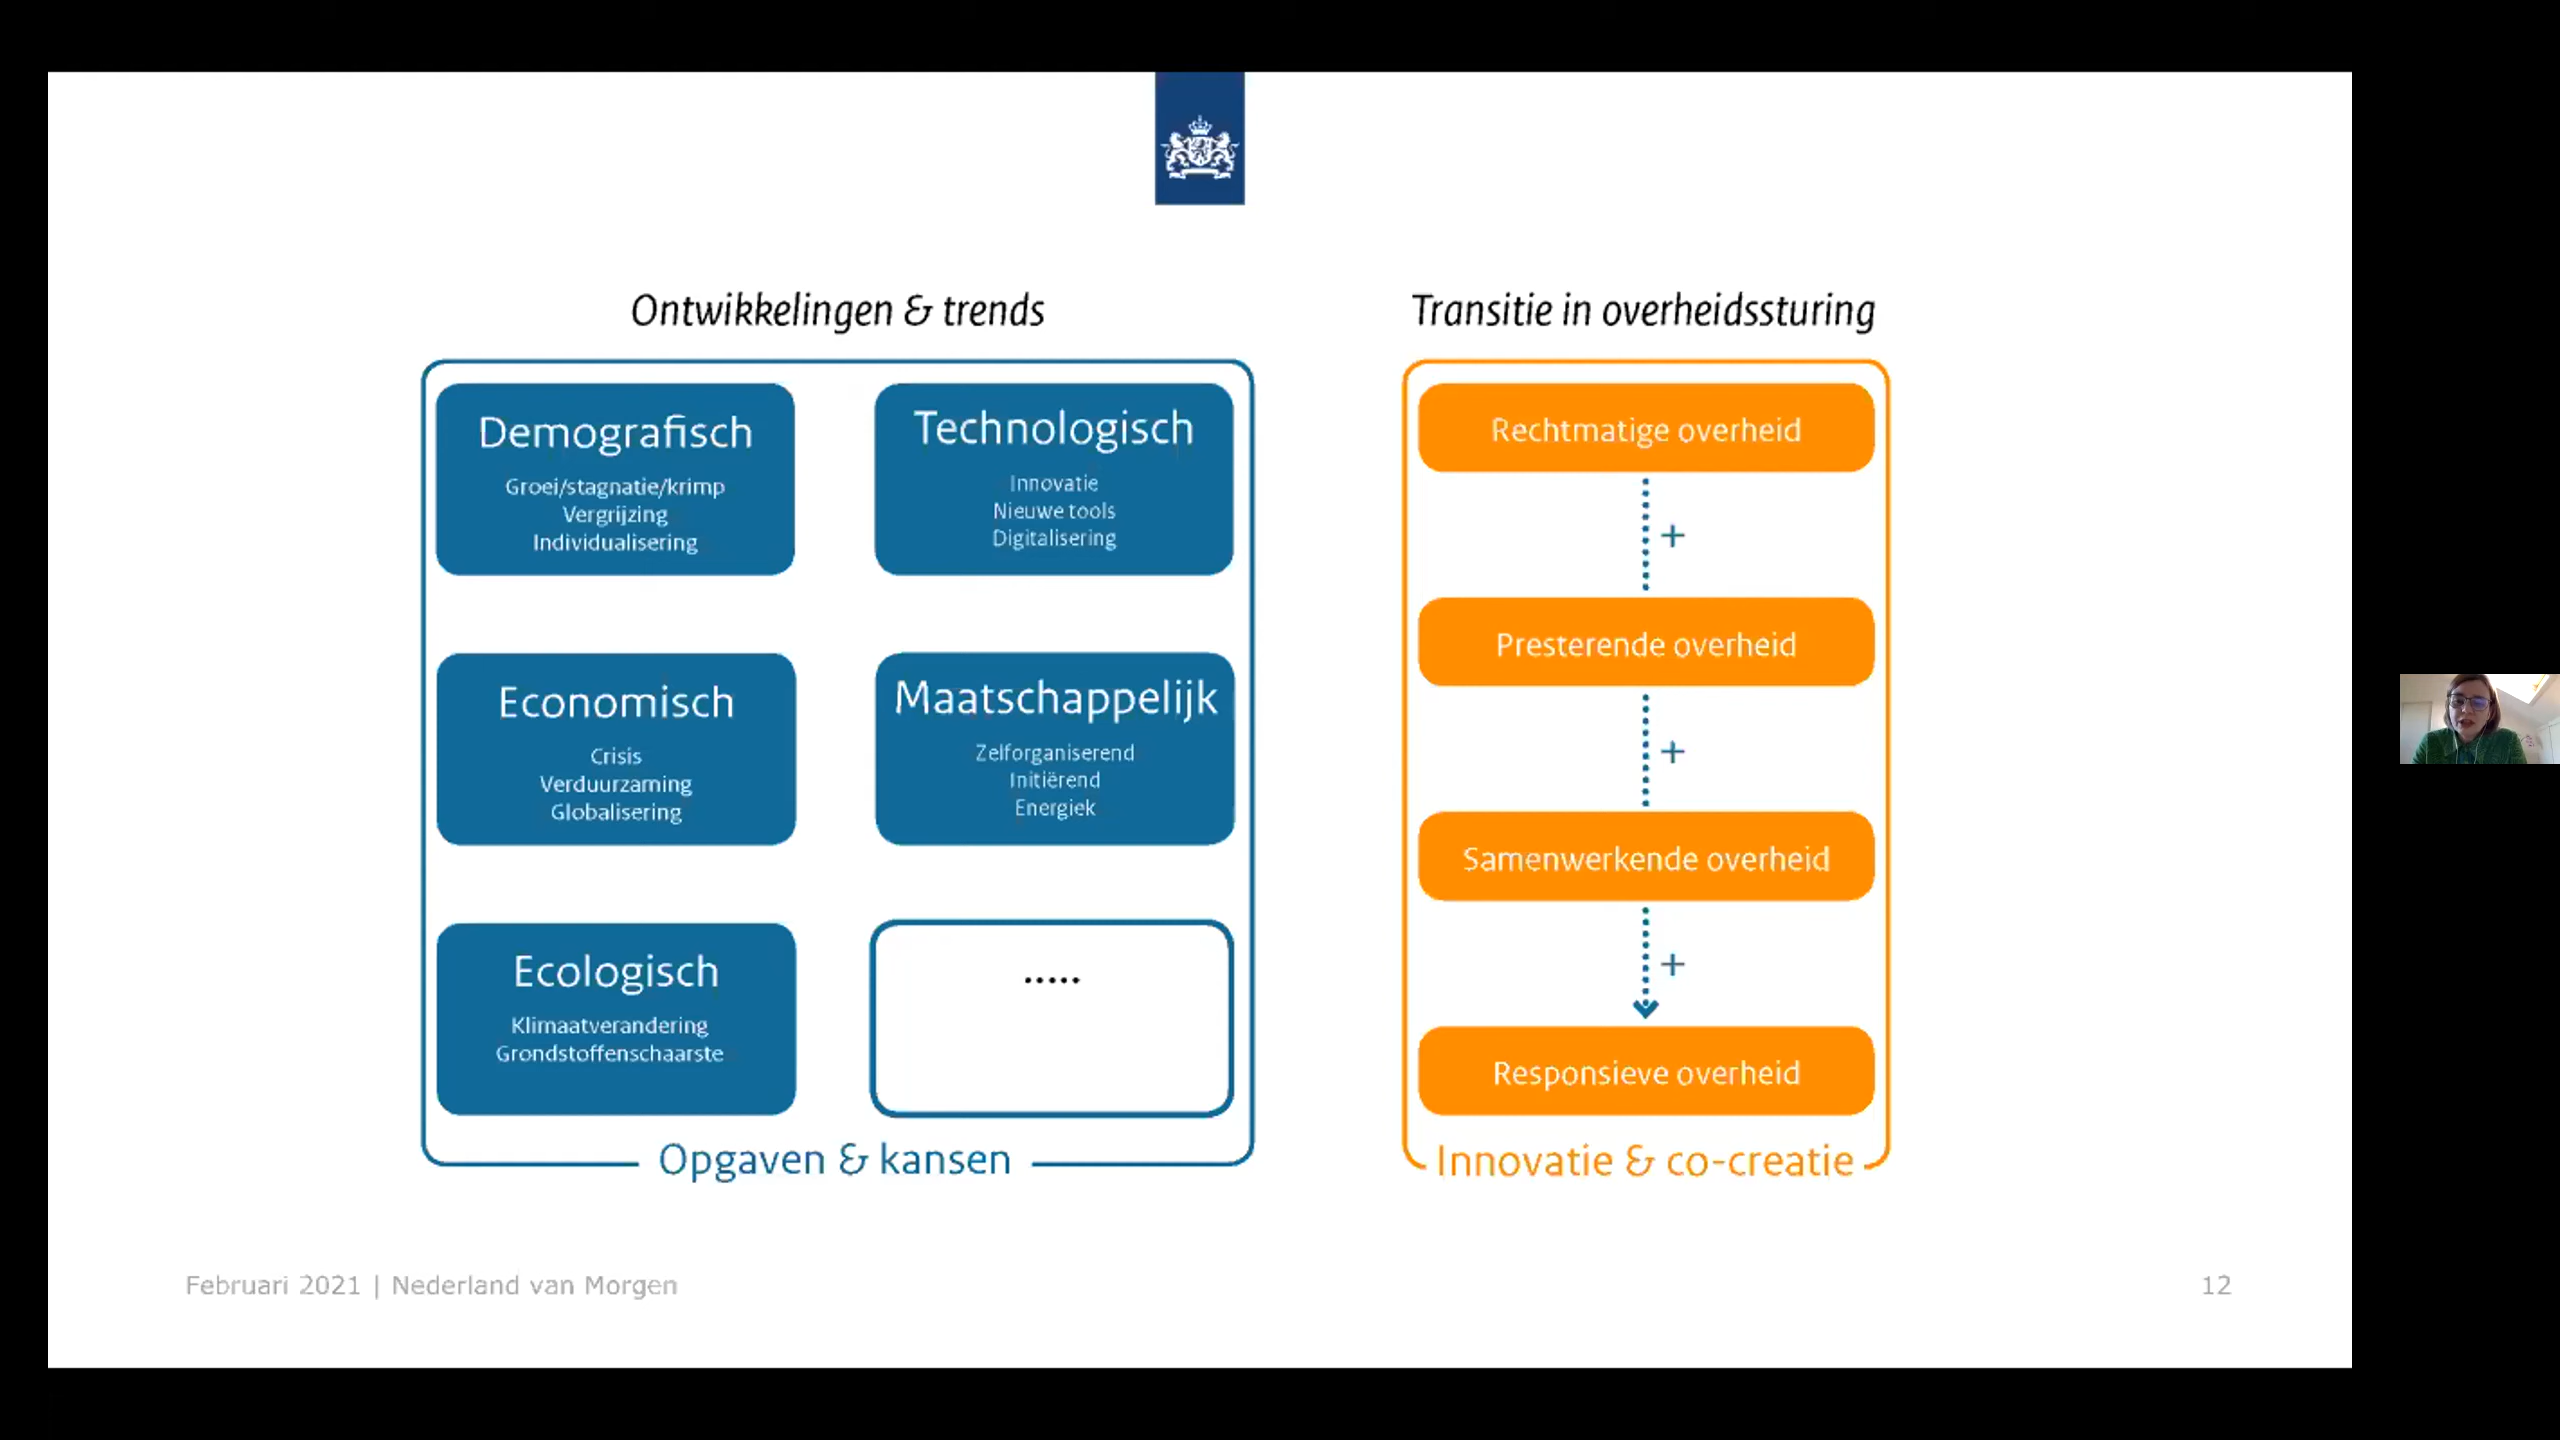 Ontwikkelingen & trends
Demografisch
Groei/stagnatie/krimp
Vergrijzing
Individualisering
Technologisch
Innovatie
Nieuwe tools
Digitalisering
Economisch
Crisis
Verduurzaming
Globalisering
Maatschappelijk
Zelforganiserend
Initiërend
Energiek
Ecologisch
Klimaatverandering
Grondstoffenschaarste
.....
Opgaven & kansen
Transitie in overheidssturing
Rechtmatige overheid
+
Presterende overheid
+
Samenwerkende overheid
+
Responsieve overheid
Innovatie & co-creatie
Februari 2021 | Nederland van Morgen
12